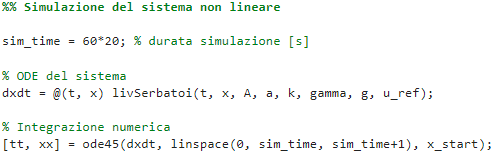 %% Simulazione del sistema non lineare
sim_time = 60*20; % durata simulazione [s]
% ODE del sistema
dxdt = @(t, x) livSerbatoi(t, x, A, a, k, gamma, g, u_ref);
% Integrazione numerica
[tt, xx] = ode45(dxdt, linspace(0, sim_time, sim_time+1), x_start);